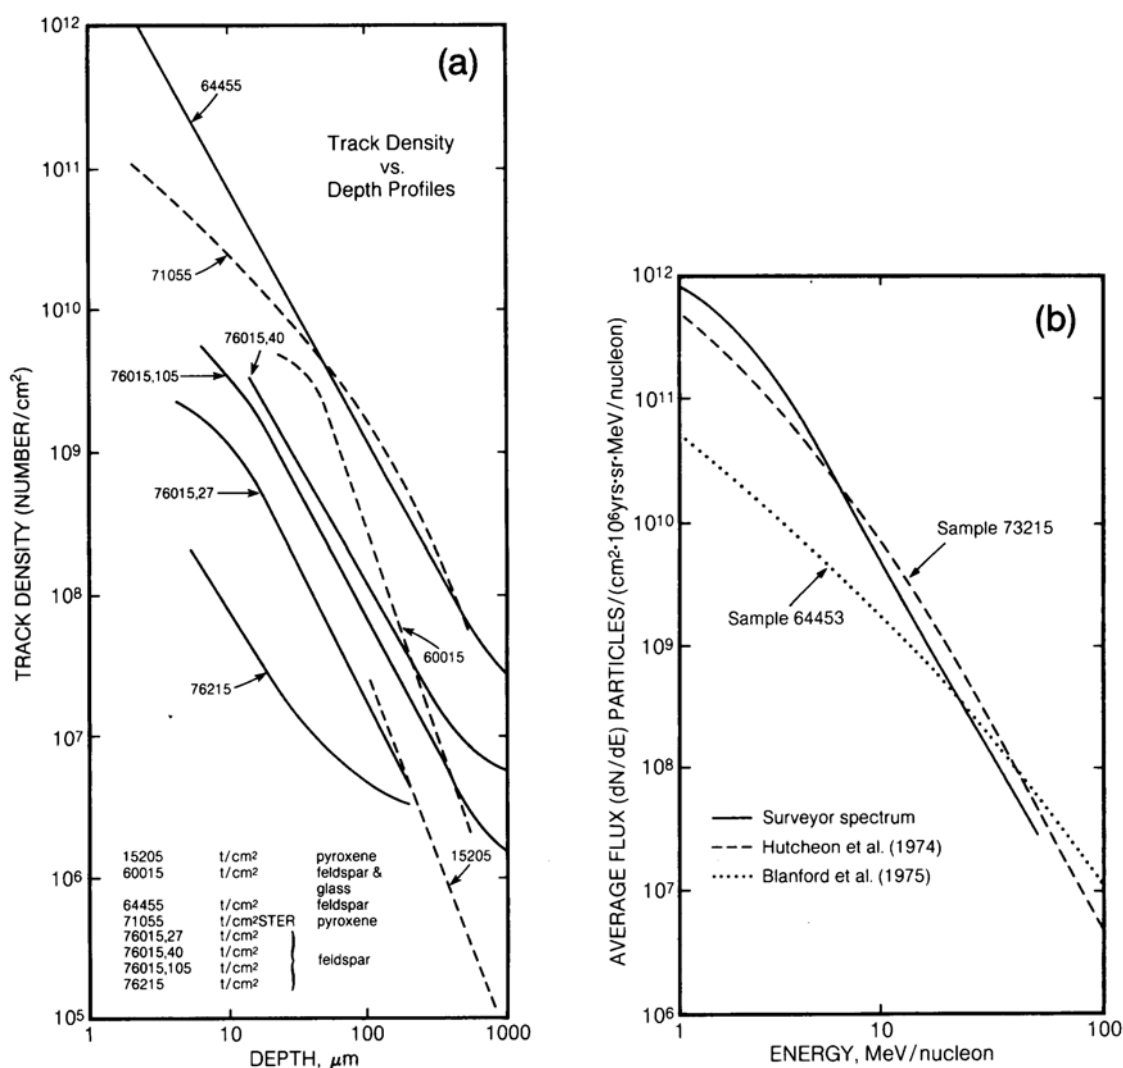 10¹²
10¹¹
10¹⁰
10⁹
10⁸
10⁷
10⁶
10⁵
TRACK DENSITY (NUMBER/cm²)
(a)
Track Density
vs.
Depth Profiles
64455
71055
76015,40
76015,105
76015,27
60015
76215
15205
15205 t/cm² pyroxene
60015 t/cm² feldspar &
glass
64455 t/cm² feldspar
71055 t/cm²STER pyroxene
76015,27 t/cm²
76015,40 t/cm²
feldspar
76015,105 t/cm²
76215 t/cm²
1 10 100 1000
DEPTH, μm
10¹²
10¹¹
10¹⁰
10⁹
10⁸
10⁷
10⁶
AVERAGE FLUX (dN/dE) PARTICLES/(cm²·10⁶yrs·sr·MeV/nucleon)
(b)
Sample 73215
Sample 64453
Surveyor spectrum
Hutcheon et al. (1974)
Blanford et al. (1975)
1 10 100
ENERGY, MeV/nucleon